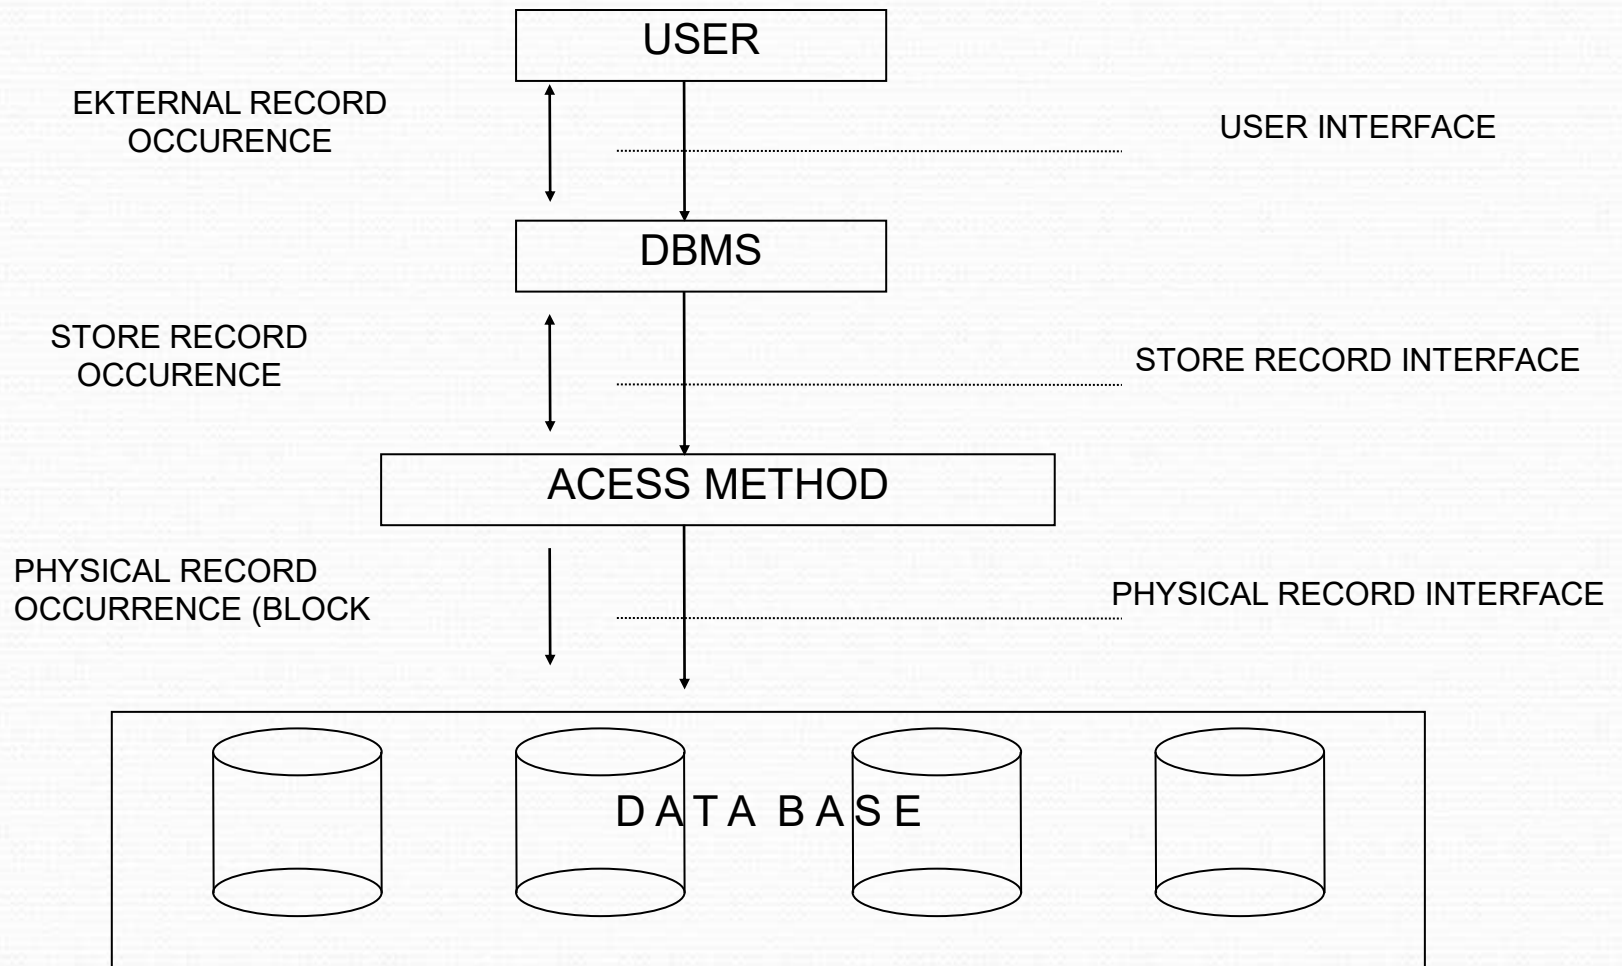 USER
EKTERNAL RECORD
OCCURENCE
USER INTERFACE
DBMS
STORE RECORD
OCCURENCE
STORE RECORD INTERFACE
ACESS METHOD
PHYSICAL RECORD
OCCURRENCE (BLOCK
PHYSICAL RECORD INTERFACE
D A T A  B A S E